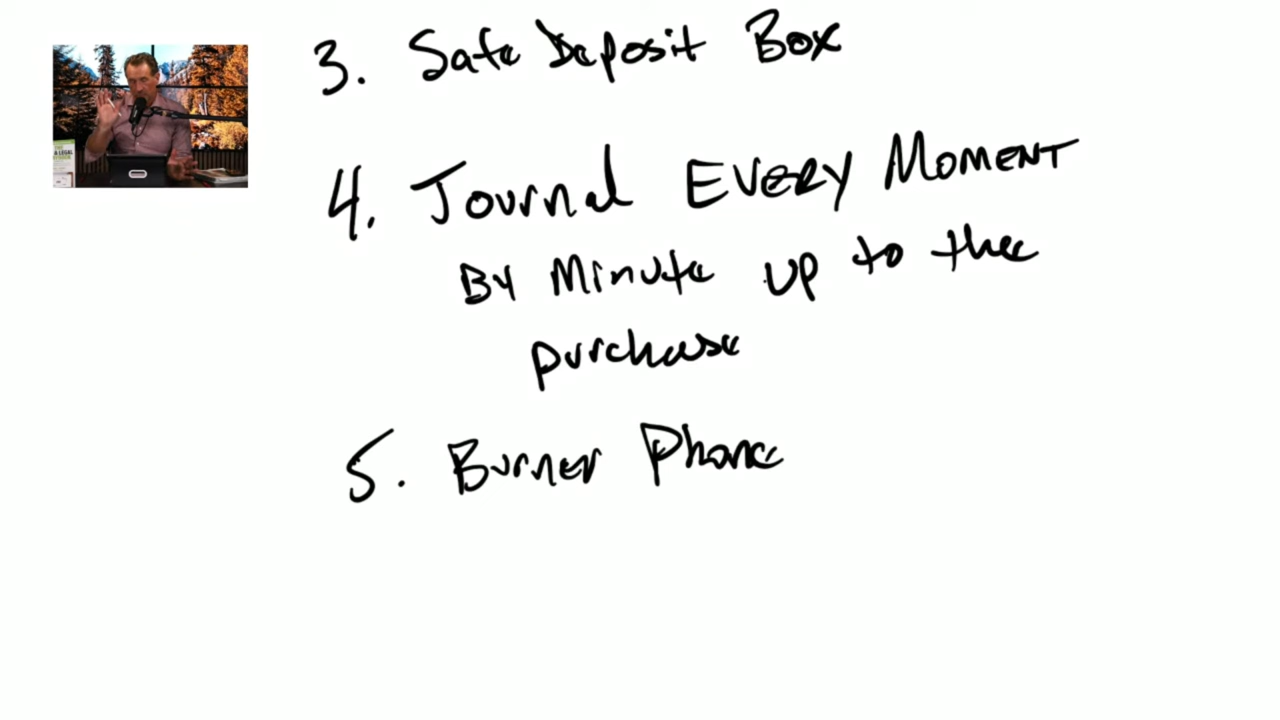 3. Safe Deposit Box
4. Journal EVERY MOMENT
By Minute up to the
purchase
5. Burner Phone